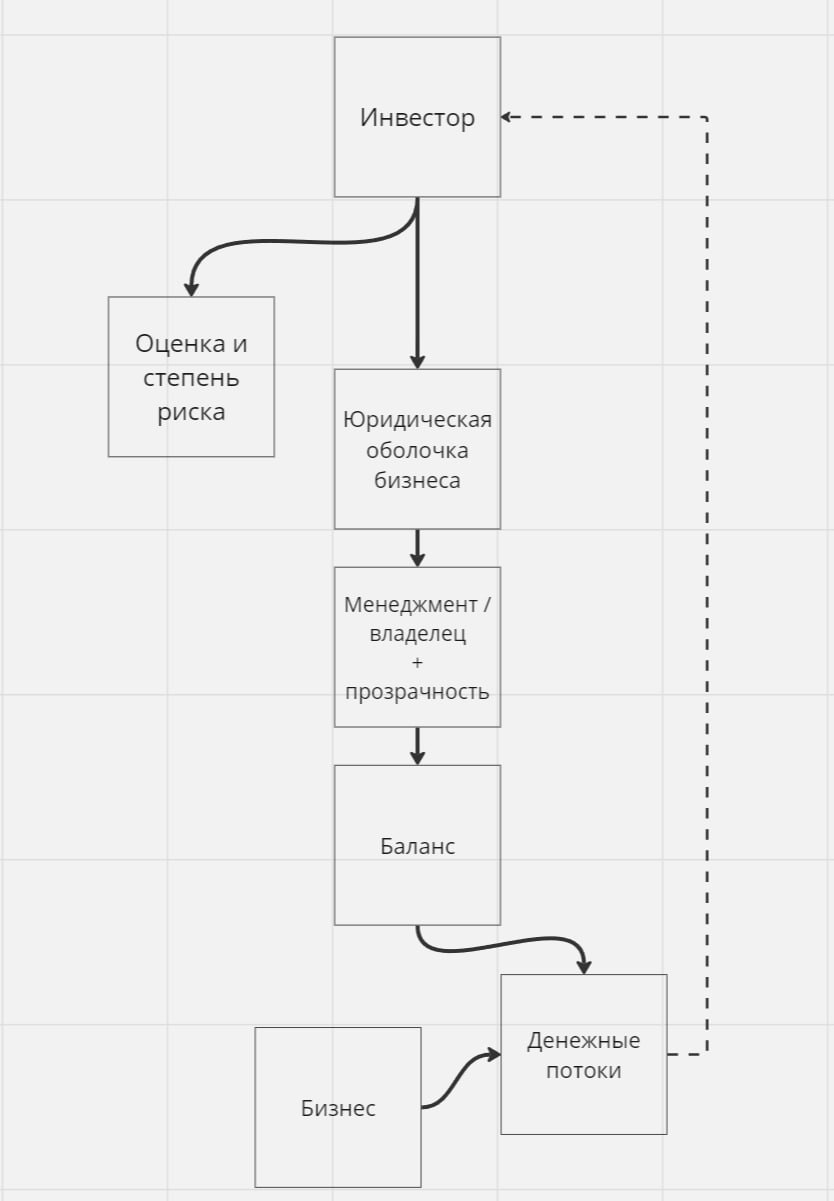 Инвестор
Оценка и
степень
риска
Юридическая
оболочка
бизнеса
Менеджмент /
владелец
+
прозрачность
Баланс
Денежные
потоки
Бизнес